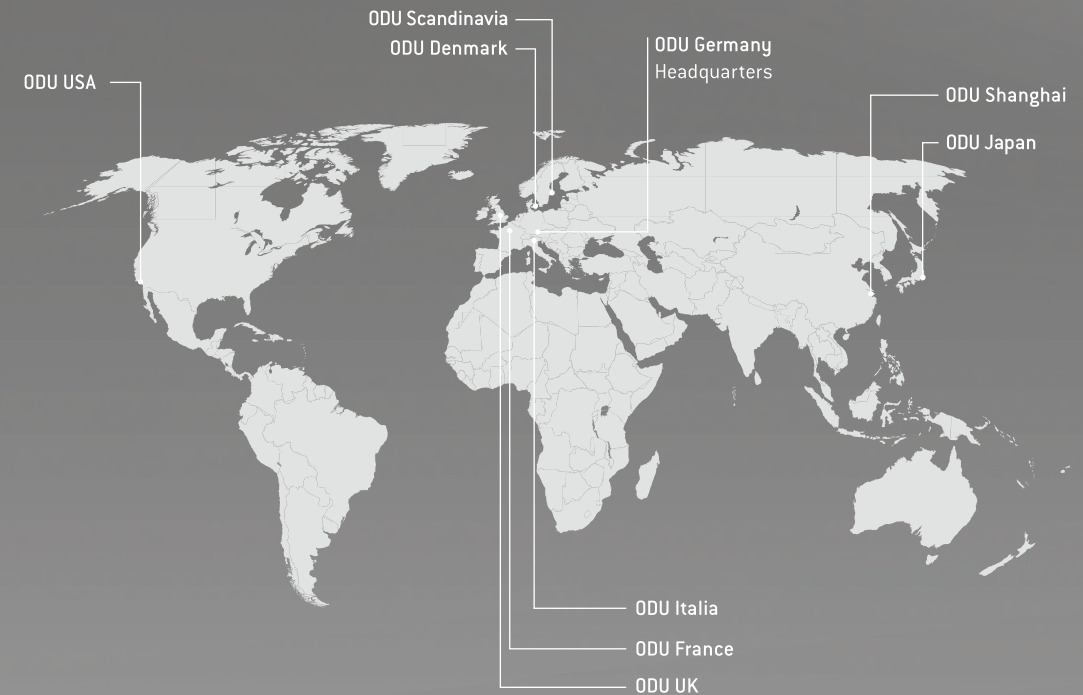 ODU Scandinavia
ODU Denmark
ODU Germany
Headquarters
ODU USA
ODU Shanghai
ODU Japan
ODU Italia
ODU France
ODU UK